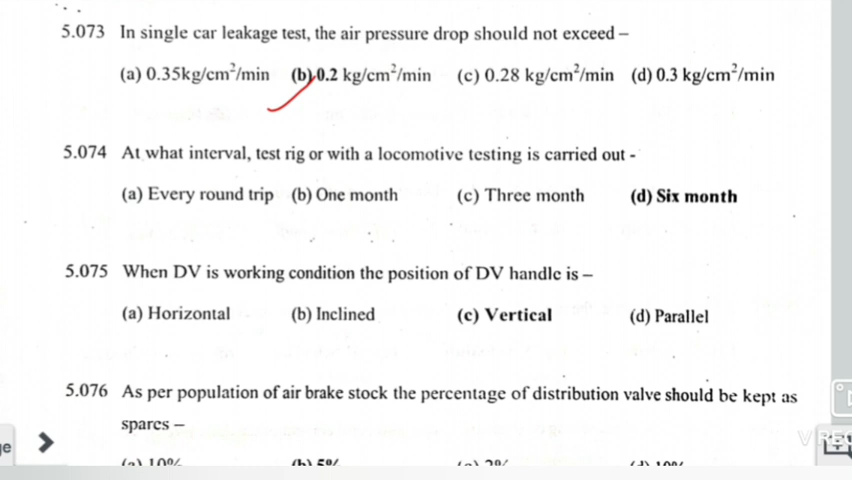 5.073 In single car leakage test, the air pressure drop should not exceed –
(a) 0.35kg/cm²/min (b) 0.2 kg/cm²/min (c) 0.28 kg/cm²/min (d) 0.3 kg/cm²/min
5.074 At what interval, test rig or with a locomotive testing is carried out -
(a) Every round trip (b) One month (c) Three month (d) Six month
5.075 When DV is working condition the position of DV handle is –
(a) Horizontal (b) Inclined (c) Vertical (d) Parallel
5.076 As per population of air brake stock the percentage of distribution valve should be kept as
spares –
(a) 10% (b) 5%